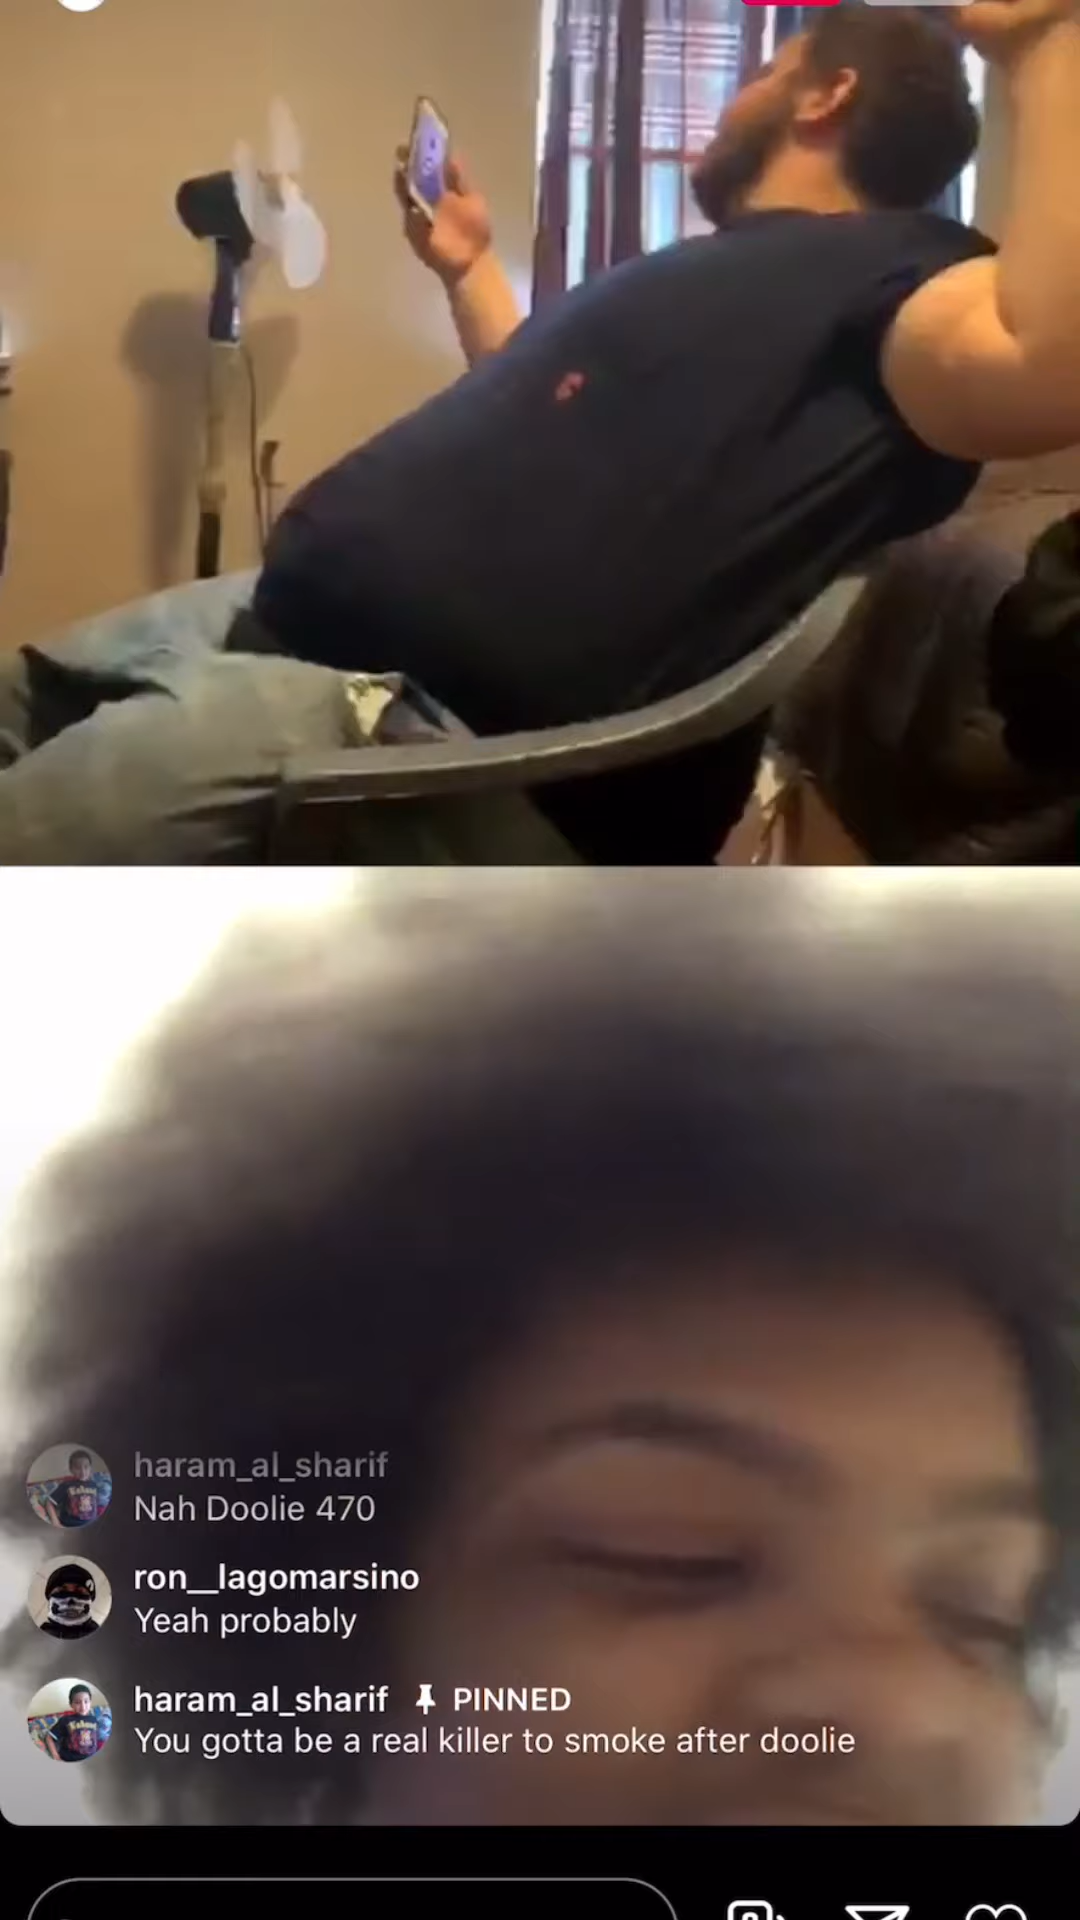 haram_al_sharif
Nah Doolie 470
ron__lagomarsino
Yeah probably
haram_al_sharif PINNED
You gotta be a real killer to smoke after doolie